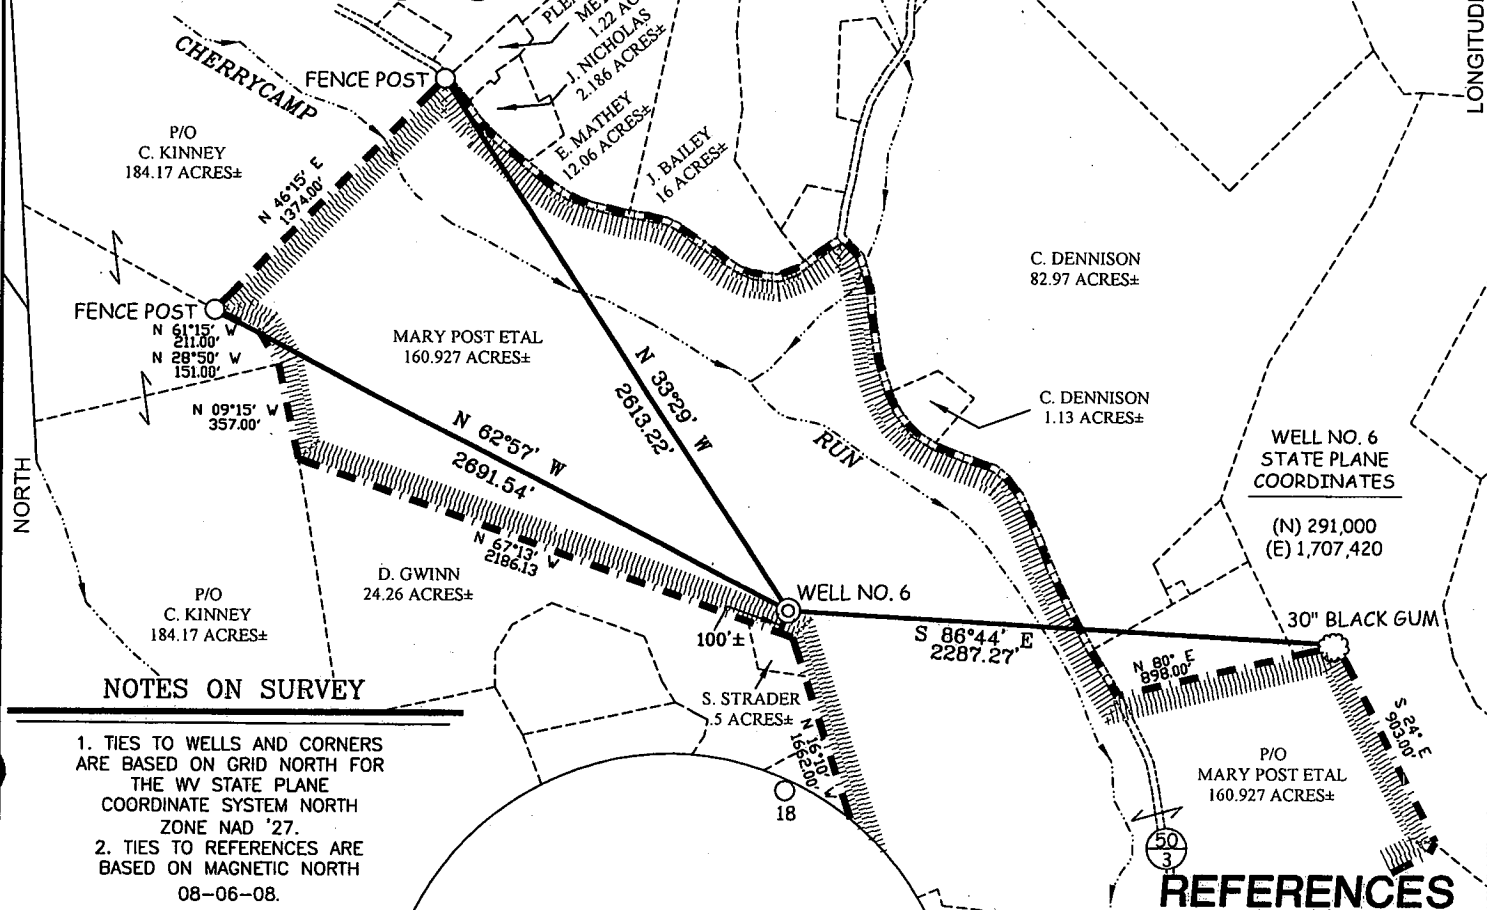 LONGITUDE
1.22 AC
J. NICHOLAS
2.186 ACRES±
E. MATHEY
12.06 ACRES±
J. BAILEY
16 ACRES±
CHERRYCAMP
FENCE POST
P/O
C. KINNEY
184.17 ACRES±
N 46°15' E
1374.00'
FENCE POST
N 61°15' W
211.00'
N 28°50' W
151.00'
N 09°15' W
357.00'
MARY POST ETAL
160.927 ACRES±
N 33°29' W
2613.22'
N 62°57' W
2691.54'
C. DENNISON
82.97 ACRES±
C. DENNISON
1.13 ACRES±
RUN
WELL NO. 6
STATE PLANE
COORDINATES
(N) 291,000
(E) 1,707,420
NORTH
N 67°13' W
2186.13
D. GWINN
24.26 ACRES±
P/O
C. KINNEY
184.17 ACRES±
WELL NO. 6
100'±
S 86°44' E
2287.27'
30" BLACK GUM
N 80° E
898.00'
S 24° E
903.00'
S. STRADER
.5 ACRES±
N 16°10' W
1662.00'
P/O
MARY POST ETAL
160.927 ACRES±
18
50
3
NOTES ON SURVEY
1. TIES TO WELLS AND CORNERS
ARE BASED ON GRID NORTH FOR
THE WV STATE PLANE
COORDINATE SYSTEM NORTH
ZONE NAD '27.
2. TIES TO REFERENCES ARE
BASED ON MAGNETIC NORTH
08-06-08.
REFERENCES